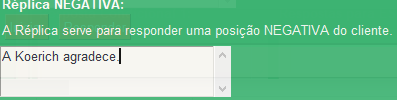 Réplica NEGATIVA:
A Réplica serve para responder uma posição NEGATIVA do cliente.
A Koerich agradece.